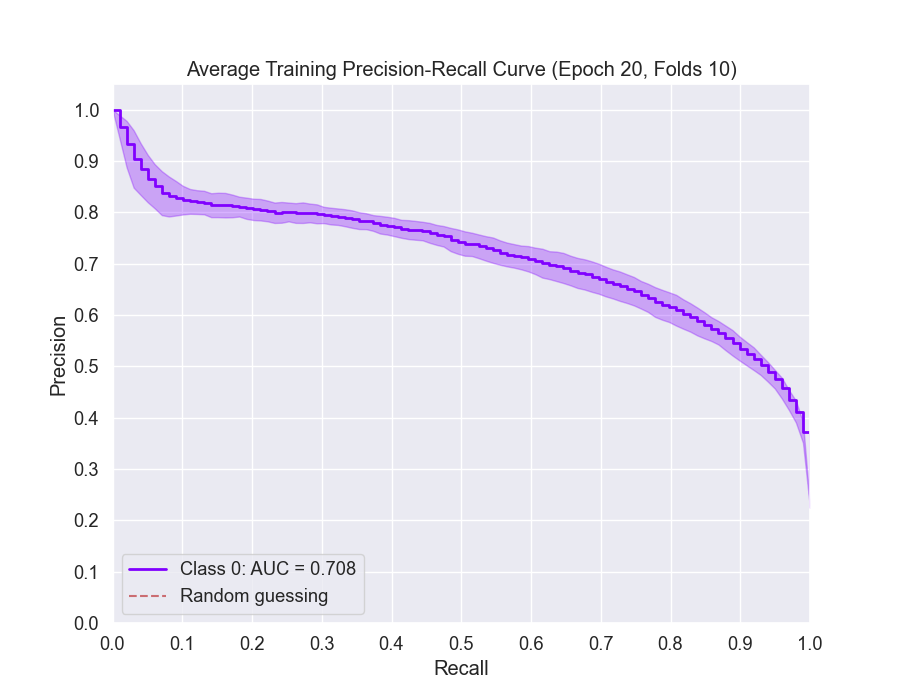 Average Training Precision-Recall Curve (Epoch 20, Folds 10)
1.0
0.9
0.8
0.7
0.6
0.5
0.4
0.3
0.2
0.1
0.0
Precision
Class 0: AUC = 0.708
Random guessing
0.0 0.1 0.2 0.3 0.4 0.5 0.6 0.7 0.8 0.9 1.0
Recall